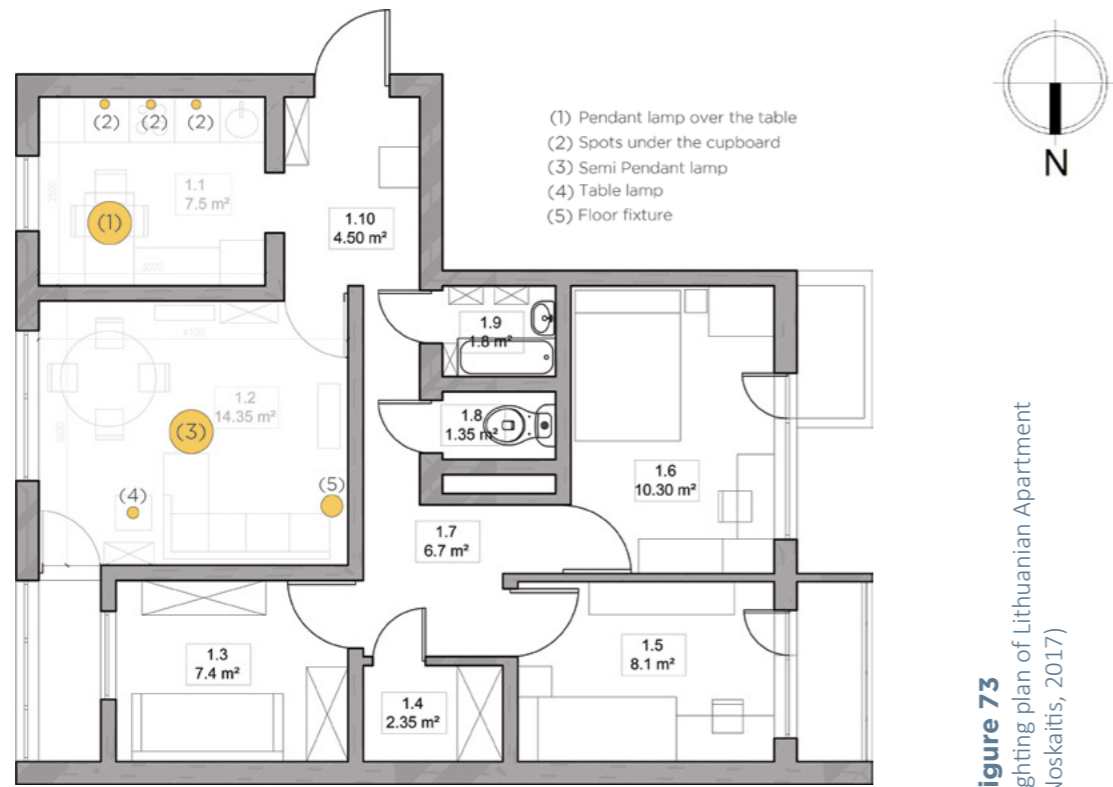 (2) (2) (2)
1.1
7.5 m²
(1)
2500
3000
1.10
4.50 m²
(1) Pendant lamp over the table
(2) Spots under the cupboard
(3) Semi Pendant lamp
(4) Table lamp
(5) Floor fixture
N
4100
1.2
14.35 m²
3500
(3)
(4)
(5)
1.9
1.8 m²
1.8
1.35 m²
1.6
10.30 m²
1.7
6.7 m²
1.3
7.4 m²
1.4
2.35 m²
1.5
8.1 m²
igure 73
ghting plan of Lithuanian Apartment
Noskaitis, 2017)